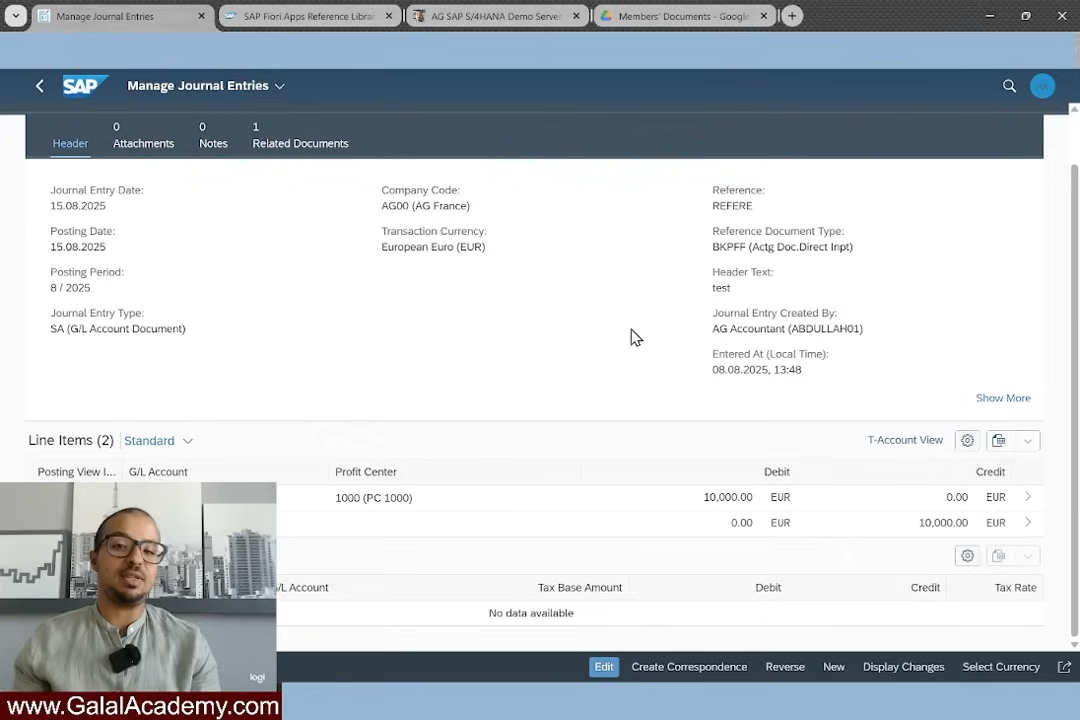 Manage Journal Entries
SAP Fiori Apps Reference Libra
AG SAP S/4HANA Demo Server
Members' Documents - Google
SAP
Manage Journal Entries
AA
0
0
1
Header
Attachments
Notes
Related Documents
Journal Entry Date:
15.08.2025
Posting Date:
15.08.2025
Posting Period:
8 / 2025
Journal Entry Type:
SA (G/L Account Document)
Company Code:
AG00 (AG France)
Transaction Currency:
European Euro (EUR)
Reference:
REFERE
Reference Document Type:
BKPFF (Actg Doc.Direct Inpt)
Header Text:
test
Journal Entry Created By:
AG Accountant (ABDULLAH01)
Entered At (Local Time):
08.08.2025, 13:48
Show More
Line Items (2) Standard
T-Account View
Posting View I... G/L Account Profit Center Debit Credit
1000 (PC 1000) 10,000.00 EUR 0.00 EUR
0.00 EUR 10,000.00 EUR
/L Account Tax Base Amount Debit Credit Tax Rate
No data available
Edit Create Correspondence Reverse New Display Changes Select Currency
logi
www.GalalAcademy.com